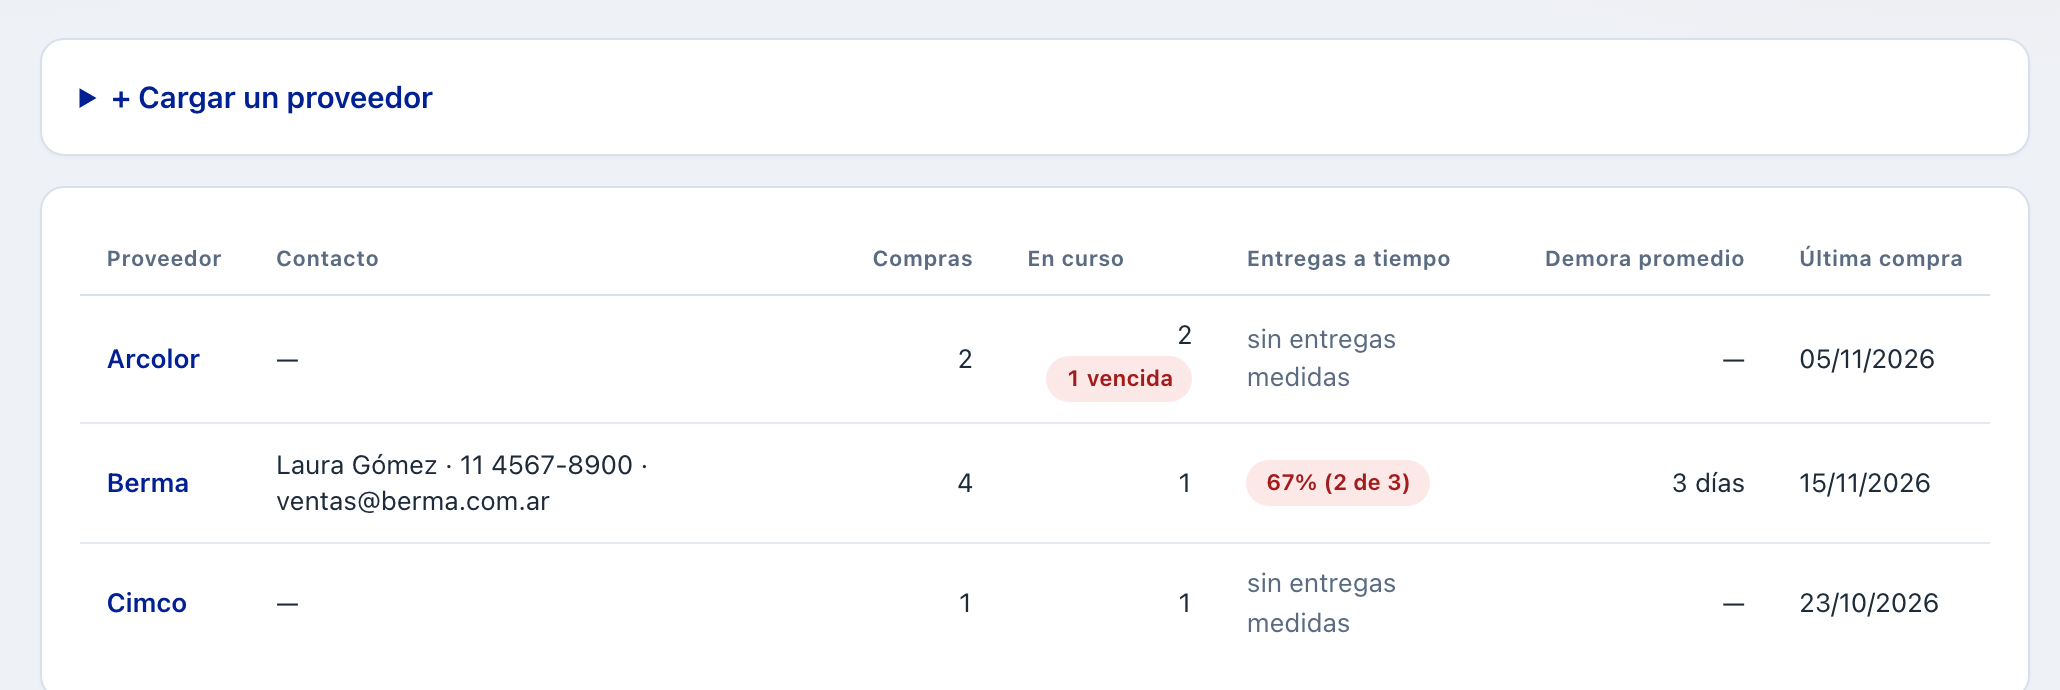 ▶ + Cargar un proveedor
Proveedor Contacto Compras En curso Entregas a tiempo Demora promedio Última compra
Arcolor — 2 2 1 vencida sin entregas medidas — 05/11/2026
Berma Laura Gómez · 11 4567-8900 · ventas@berma.com.ar 4 1 67% (2 de 3) 3 días 15/11/2026
Cimco — 1 1 sin entregas medidas — 23/10/2026